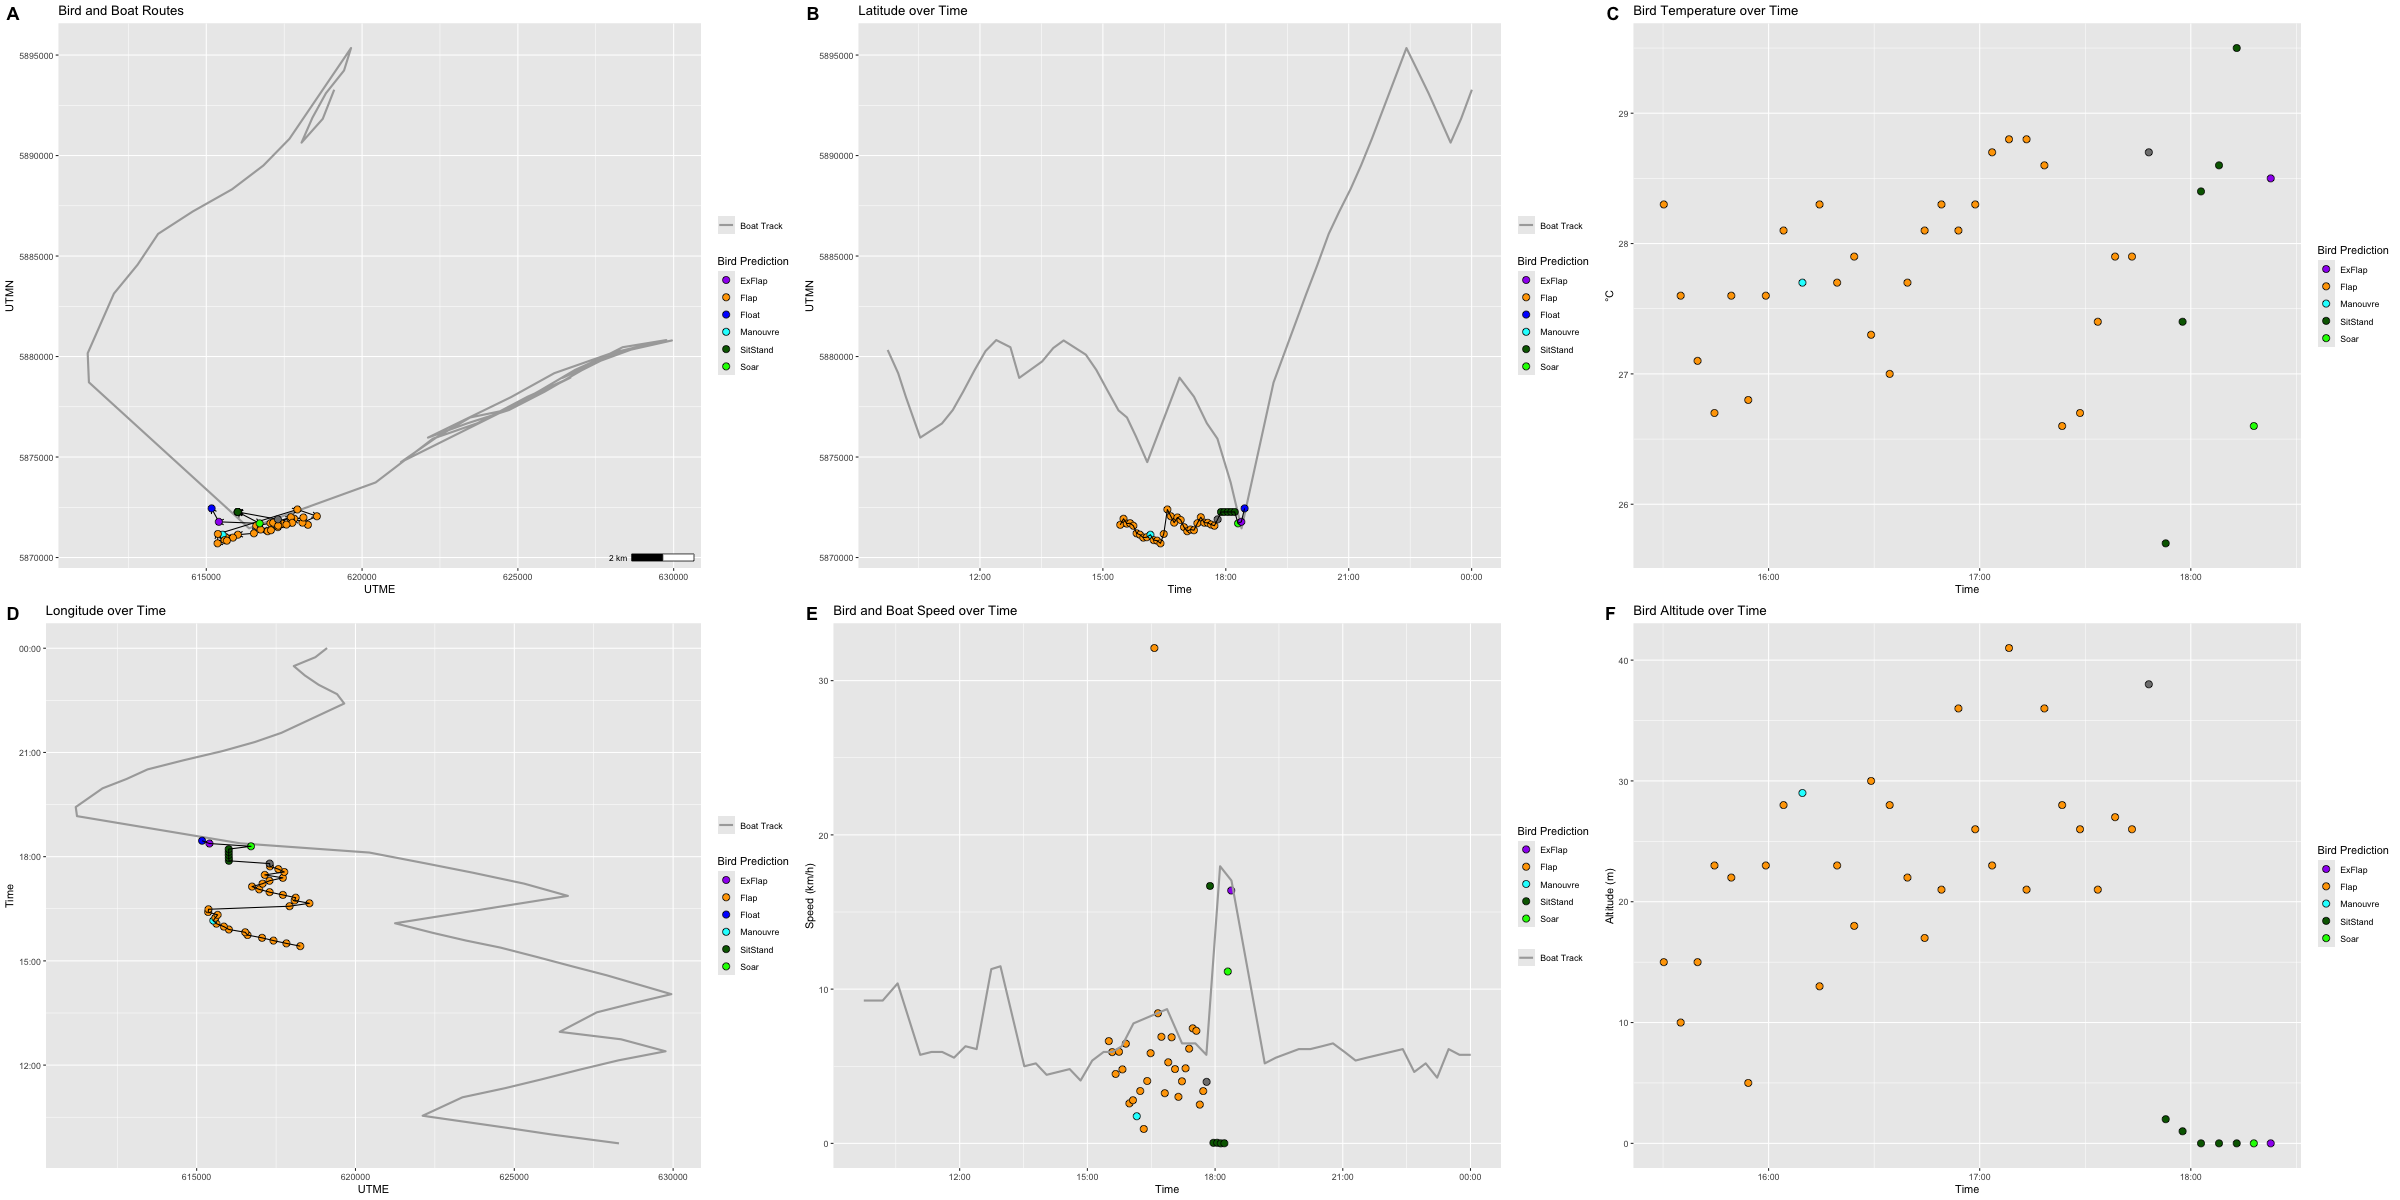 A Bird and Boat Routes
5895000
5890000
5885000
5880000
5875000
5870000
UTMN
615000 620000 625000 630000
UTME
2 km
Boat Track
Bird Prediction
ExFlap
Flap
Float
Manouvre
SitStand
Soar
B Latitude over Time
5895000
5890000
5885000
5880000
5875000
5870000
UTMN
12:00 15:00 18:00 21:00 00:00
Time
Boat Track
Bird Prediction
ExFlap
Flap
Float
Manouvre
SitStand
Soar
C Bird Temperature over Time
29
28
27
26
°C
16:00 17:00 18:00
Time
Bird Prediction
ExFlap
Flap
Manouvre
SitStand
Soar
D Longitude over Time
00:00
21:00
18:00
15:00
12:00
Time
615000 620000 625000 630000
UTME
Boat Track
Bird Prediction
ExFlap
Flap
Float
Manouvre
SitStand
Soar
E Bird and Boat Speed over Time
30
20
10
0
Speed (km/h)
12:00 15:00 18:00 21:00 00:00
Time
Bird Prediction
ExFlap
Flap
Manouvre
SitStand
Soar
Boat Track
F Bird Altitude over Time
40
30
20
10
0
Altitude (m)
16:00 17:00 18:00
Time
Bird Prediction
ExFlap
Flap
Manouvre
SitStand
Soar